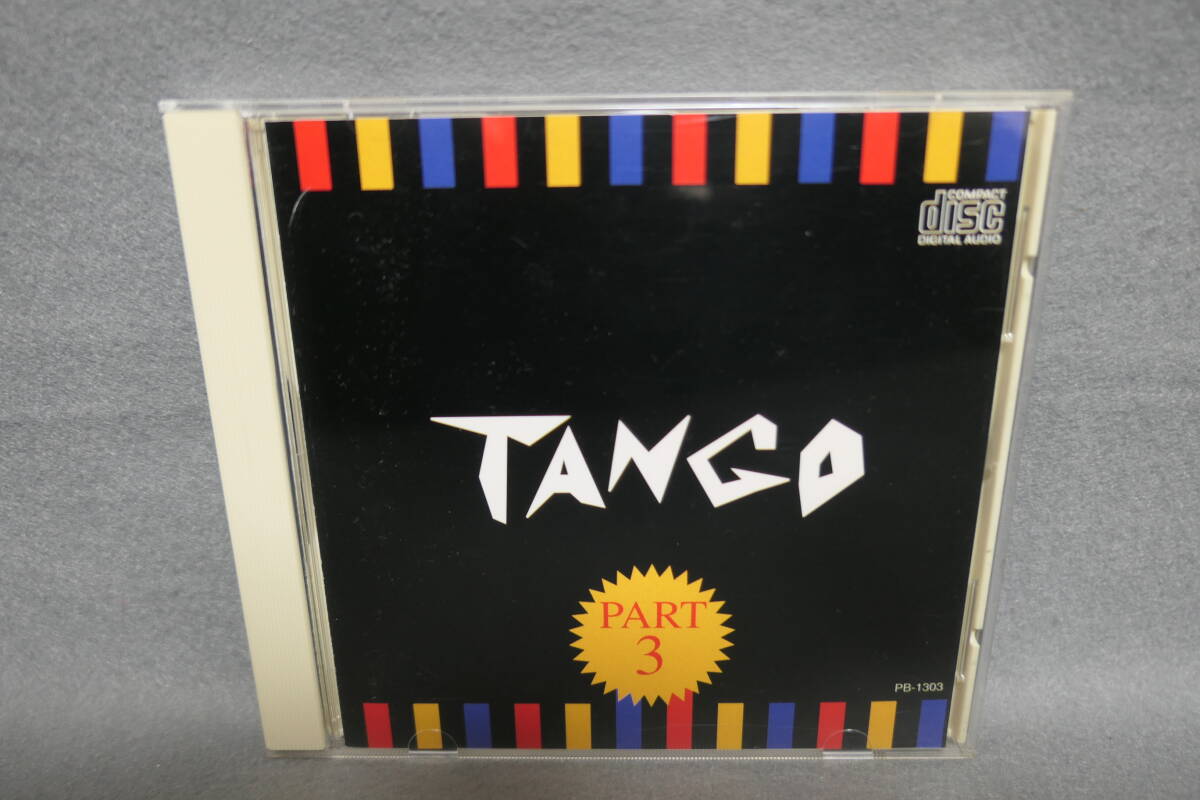 COMPACT
disc
DIGITAL AUDIO
TANGO
PART
3
PB-1303